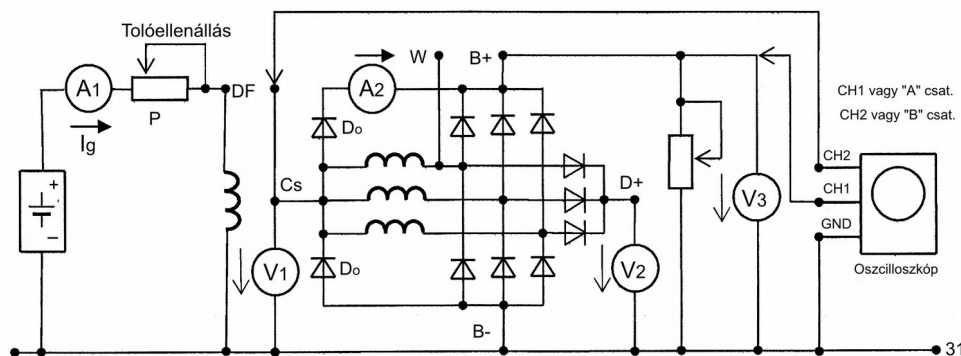 Tolóellenállás
A1
P
DF
Ig
+
−
Cs
V1
Do
Do
A2
W
B+
B-
D+
V2
V3
CH1 vagy "A" csat.
CH2 vagy "B" csat.
CH2
CH1
GND
Oszcilloszkóp
31